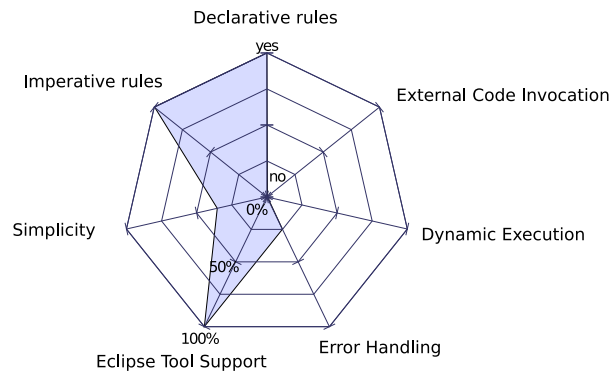 Declarative rules
yes
Imperative rules
External Code Invocation
no
0%
Simplicity
Dynamic Execution
50%
100%
Error Handling
Eclipse Tool Support